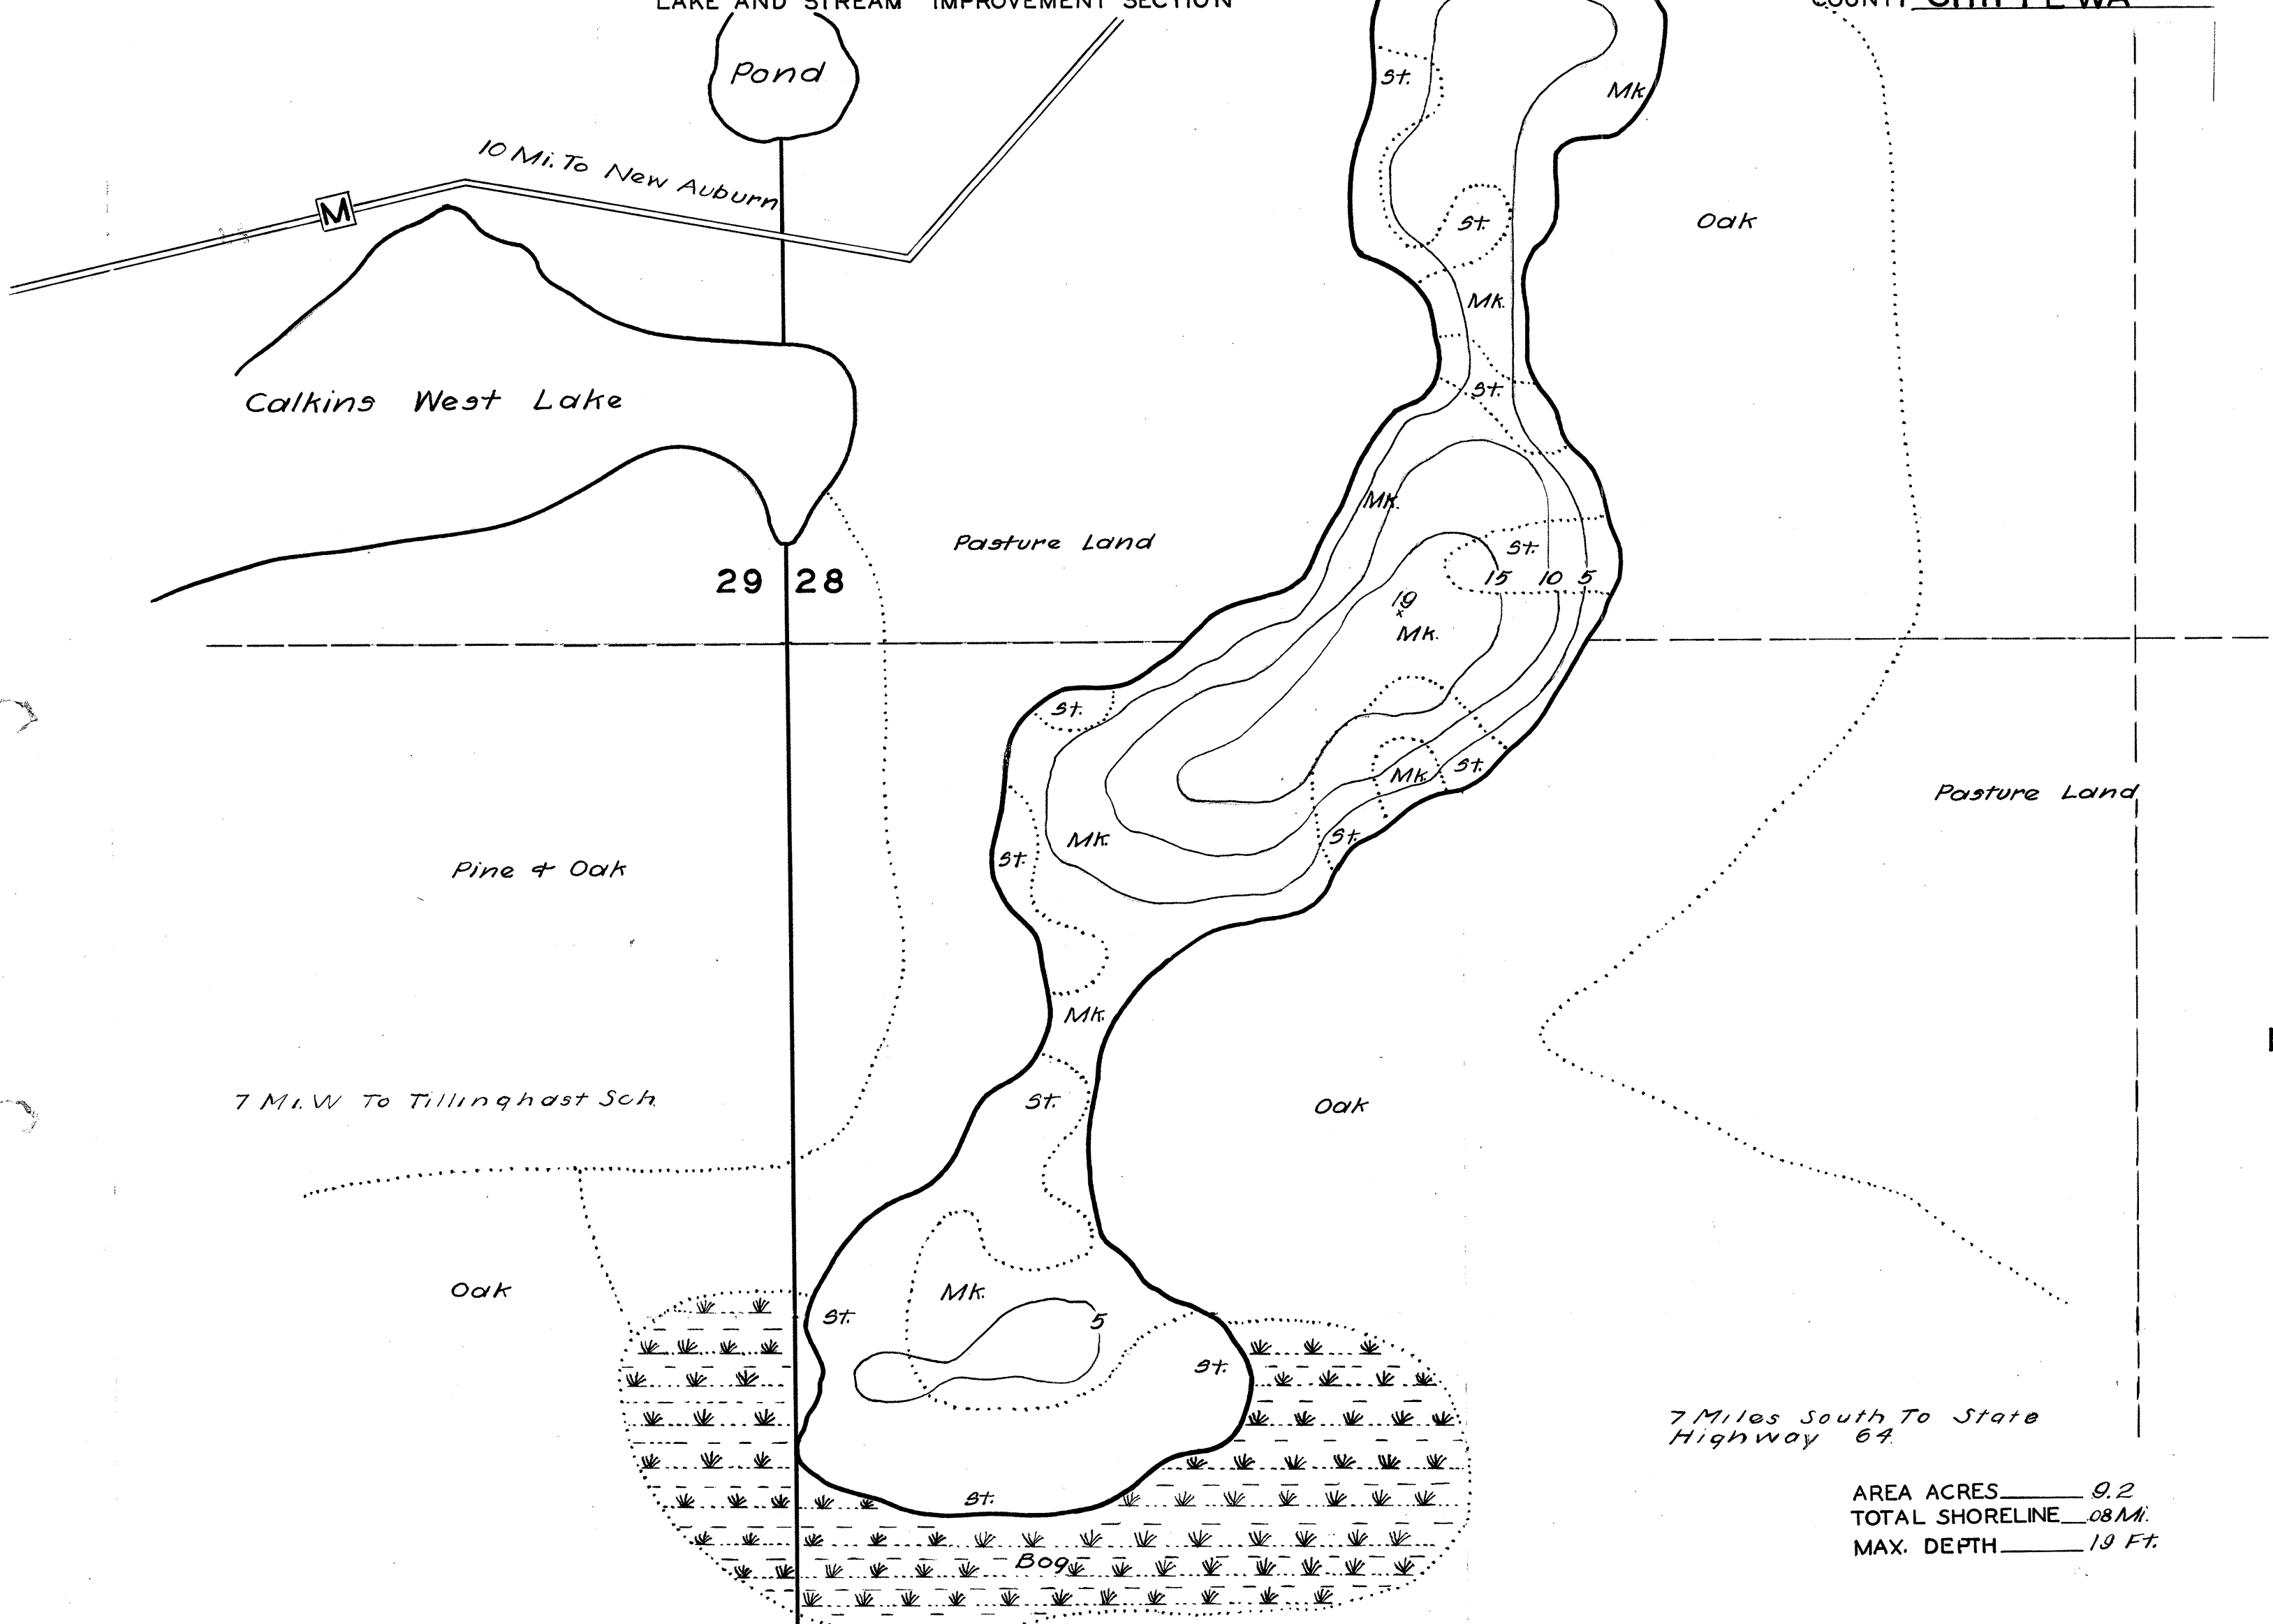 LAKE AND STREAM IMPROVEMENT SECTION
COUNTY CHIPPEWA
Pond
St.
Mk.
10 Mi. To New Auburn
M
Oak
St.
Mk.
Calkins West Lake
St.
Mk.
Pasture Land
St.
29 28
15 10 5
19
x
Mk.
St.
Mk.
St.
Pasture Land
St.
Mk.
St.
Pine & Oak
Mk.
7 Mi. W To Tillinghast Sch.
St.
Oak
Oak
Mk.
St.
5
St.
7 Miles South To State
Highway 64
St.
AREA ACRES 9.2
TOTAL SHORELINE .08 Mi.
MAX. DEPTH 19 Ft.
Bog